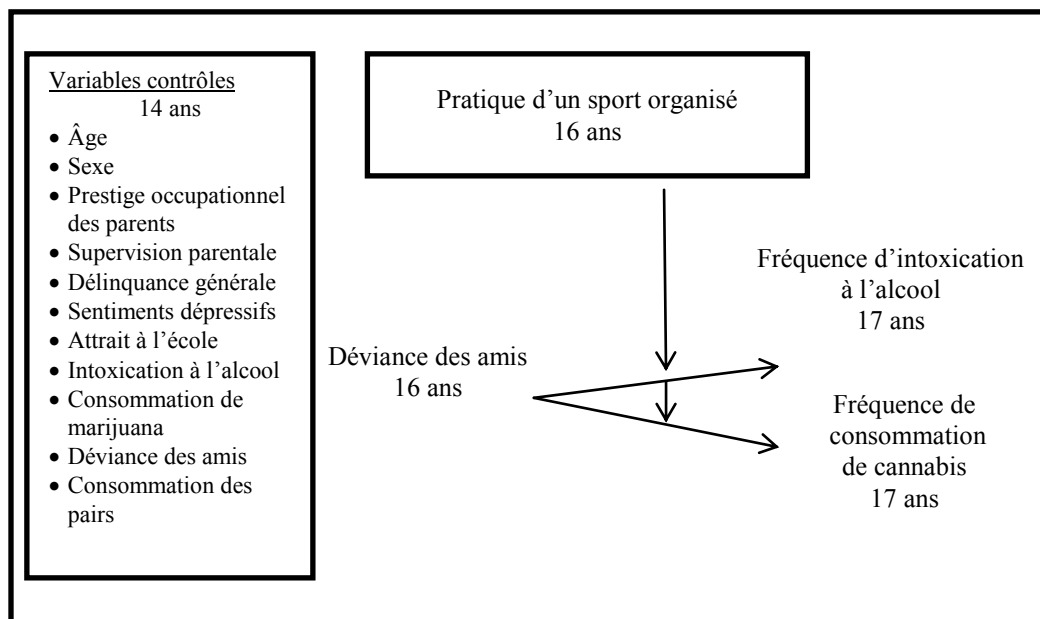 Variables contrôles
14 ans
• Âge
• Sexe
• Prestige occupationnel
des parents
• Supervision parentale
• Délinquance générale
• Sentiments dépressifs
• Attrait à l'école
• Intoxication à l'alcool
• Consommation de
marijuana
• Déviance des amis
• Consommation des
pairs
Pratique d'un sport organisé
16 ans
Déviance des amis
16 ans
Fréquence d'intoxication
à l'alcool
17 ans
Fréquence de
consommation
de cannabis
17 ans